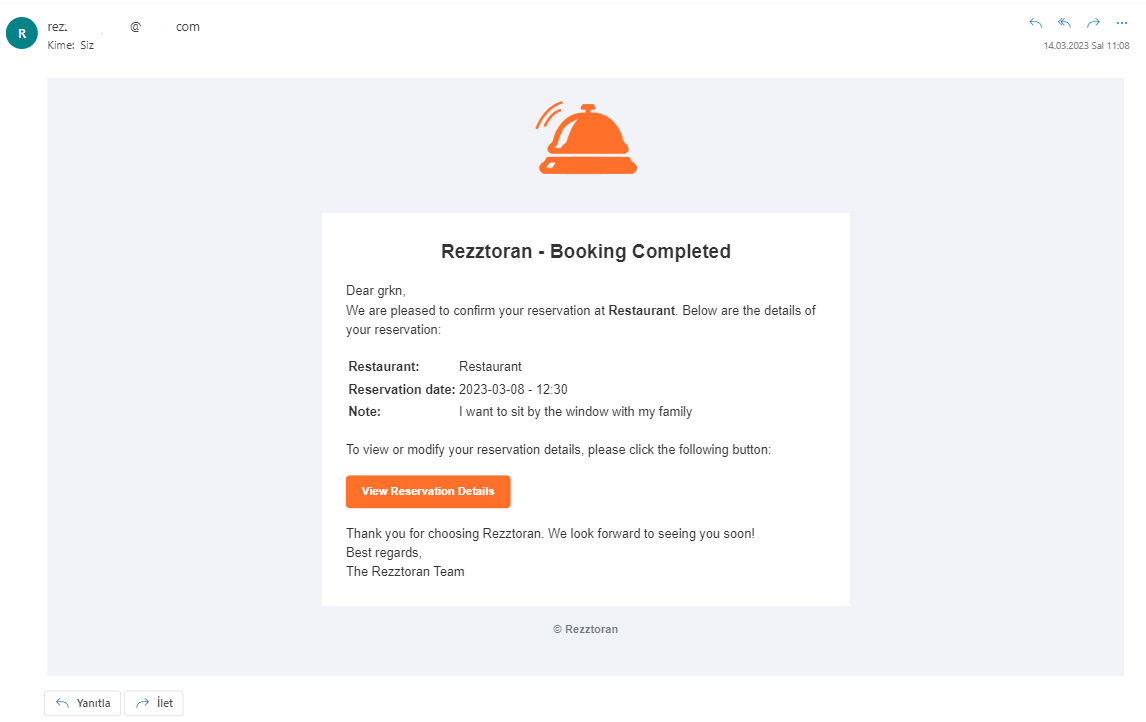 R
rez
@
com
Kime: Siz
14.03.2023 Sal 11:08
Rezztoran - Booking Completed
Dear grkn,
We are pleased to confirm your reservation at Restaurant. Below are the details of
your reservation:
Restaurant: Restaurant
Reservation date: 2023-03-08 - 12:30
Note: I want to sit by the window with my family
To view or modify your reservation details, please click the following button:
View Reservation Details
Thank you for choosing Rezztoran. We look forward to seeing you soon!
Best regards,
The Rezztoran Team
© Rezztoran
Yanıtla
İlet